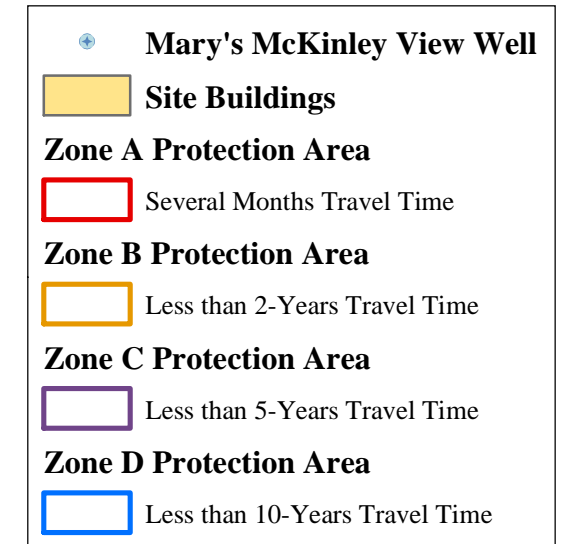 Mary's McKinley View Well
Site Buildings
Zone A Protection Area
Several Months Travel Time
Zone B Protection Area
Less than 2-Years Travel Time
Zone C Protection Area
Less than 5-Years Travel Time
Zone D Protection Area
Less than 10-Years Travel Time